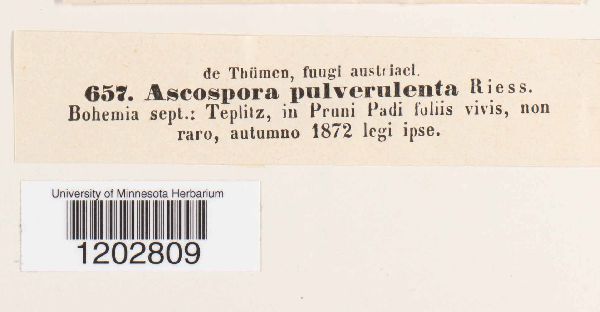 de Thümen, fuugi austriaci.
657. Ascospora pulverulenta Riess.
Bohemia sept.: Teplitz, in Pruni Padi foliis vivis, non
raro, autumno 1872 legi ipse.
University of Minnesota Herbarium
1202809